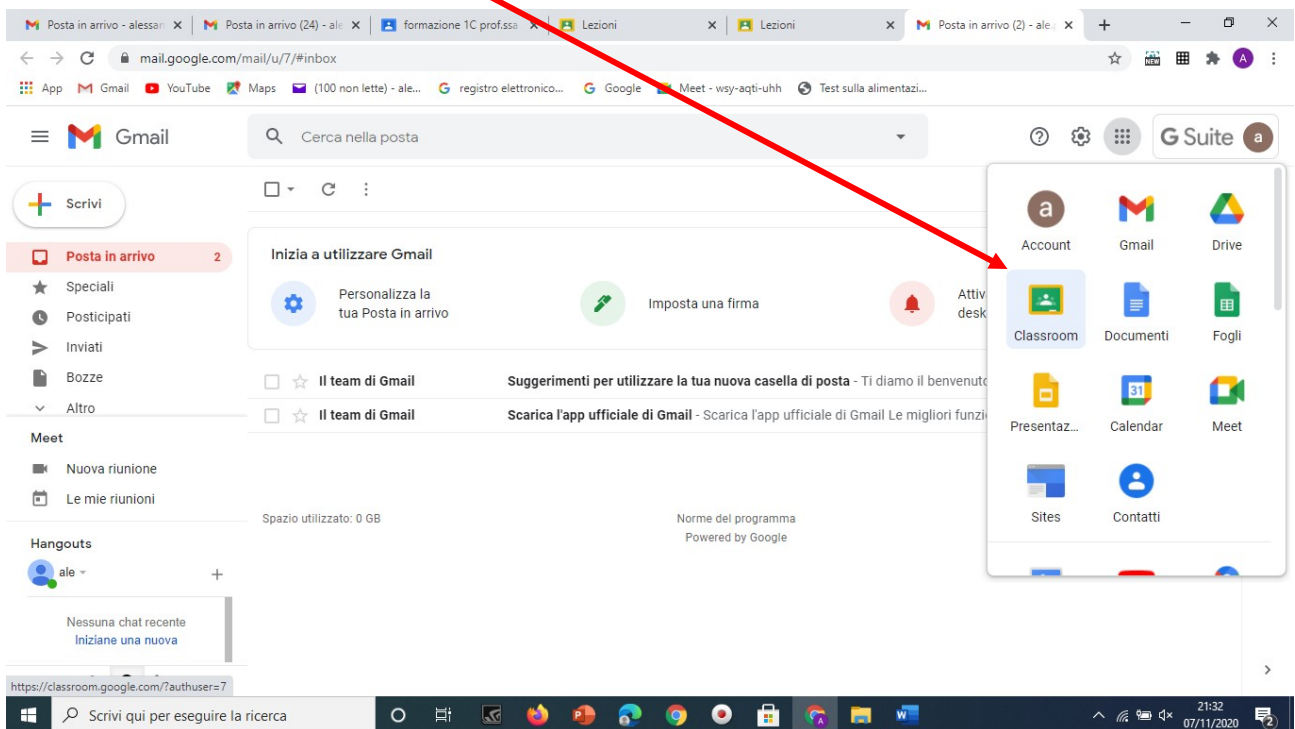 Posta in arrivo - alessan
Posta in arrivo (24) - ale
formazione 1C prof.ssa
Lezioni
Lezioni
Posta in arrivo (2) - ale.
mail.google.com/mail/u/7/#inbox
NEW
A
App
Gmail
YouTube
Maps
(100 non lette) - ale...
registro elettronico...
Google
Meet - wsy-aqti-uhh
Test sulla alimentazi...
Gmail
Cerca nella posta
G Suite
a
Scrivi
Posta in arrivo 2
Speciali
Posticipati
Inviati
Bozze
Altro
Meet
Nuova riunione
Le mie riunioni
Hangouts
ale
Nessuna chat recente
Iniziane una nuova
https://classroom.google.com/?authuser=7
Inizia a utilizzare Gmail
Personalizza la
tua Posta in arrivo
Imposta una firma
Attiv
desk
Il team di Gmail Suggerimenti per utilizzare la tua nuova casella di posta - Ti diamo il benvenuto
Il team di Gmail Scarica l'app ufficiale di Gmail - Scarica l'app ufficiale di Gmail Le migliori funzi
Spazio utilizzato: 0 GB
Norme del programma
Powered by Google
a
Account
Gmail
Drive
Classroom
Documenti
Fogli
31
Presentaz...
Calendar
Meet
Sites
Contatti
Scrivi qui per eseguire la ricerca
21:32
07/11/2020
2